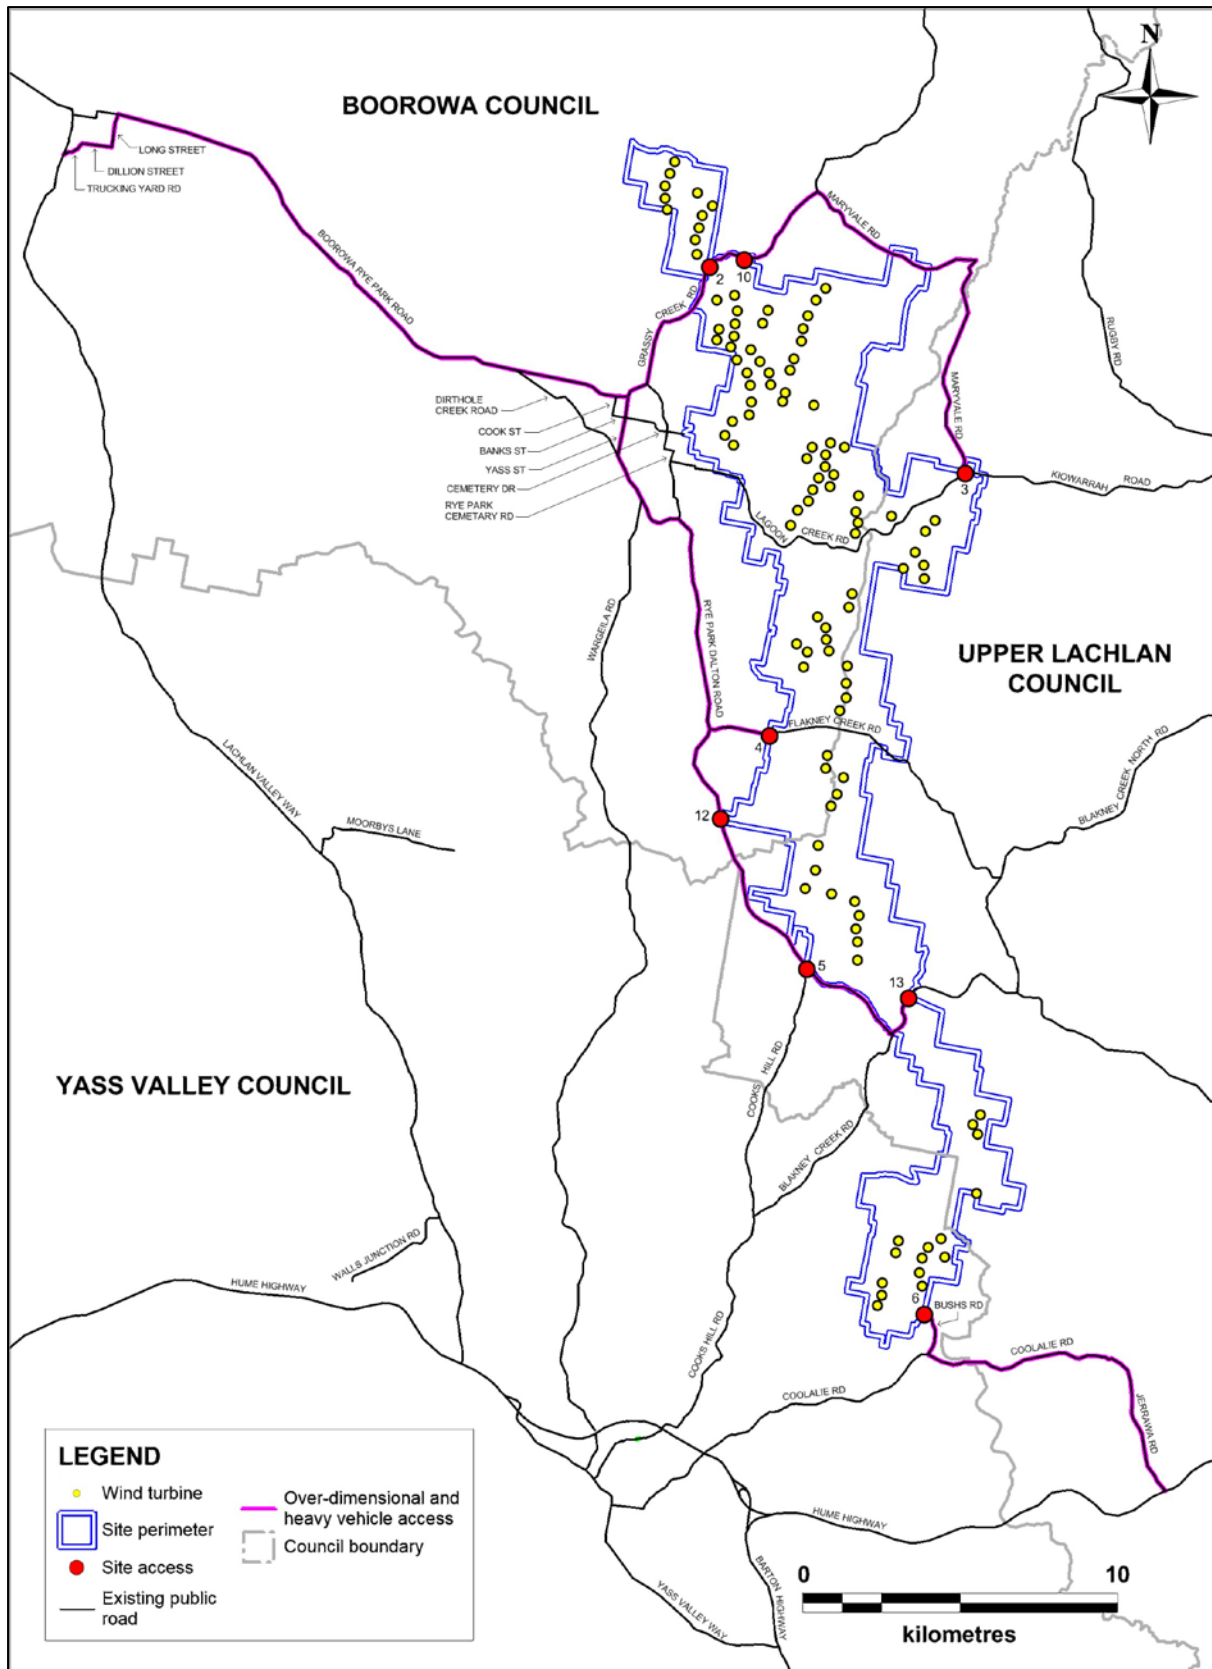 N
BOOROWA COUNCIL
LONG STREET
DILLION STREET
TRUCKING YARD RD
MARYVALE RD
BOOROWA RYE PARK ROAD
2
10
GRASSY CREEK RD
RUGBY RD
MARYVALE RD
DIRTHOLE
CREEK ROAD
COOK ST
BANKS ST
YASS ST
CEMETERY DR
RYE PARK
CEMETARY RD
3
KIOWARRAH ROAD
LAGOON CREEK RD
WARGEILA RD
RYE PARK DALTON ROAD
UPPER LACHLAN
COUNCIL
FLAKNEY CREEK RD
4
BLAKNEY CREEK NORTH RD
LACHLAN VALLEY WAY
MOORBYS LANE
12
5
13
YASS VALLEY COUNCIL
COOKS HILL RD
BLAKNEY CREEK RD
WALLS JUNCTION RD
HUME HIGHWAY
6
BUSHS RD
COOKS HILL RD
COOLALIE RD
COOLALIE RD
JERRAWA RD
HUME HIGHWAY
BARTON HIGHWAY
YASS VALLEY WAY
LEGEND
Wind turbine
Site perimeter
Site access
Existing public
road
Over-dimensional and
heavy vehicle access
Council boundary
0 10
kilometres